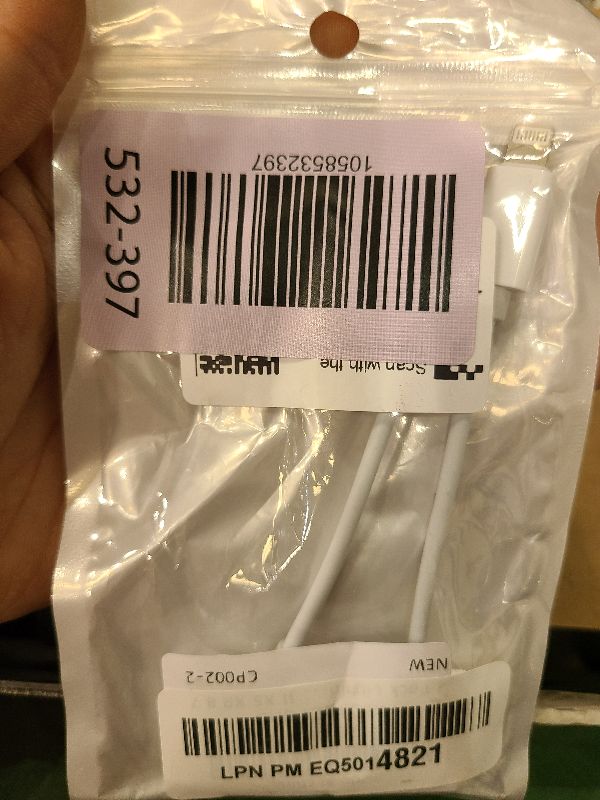 1058532397
532-397
Scan with the
NEW
CP002-2
LPN PM EQ5014821